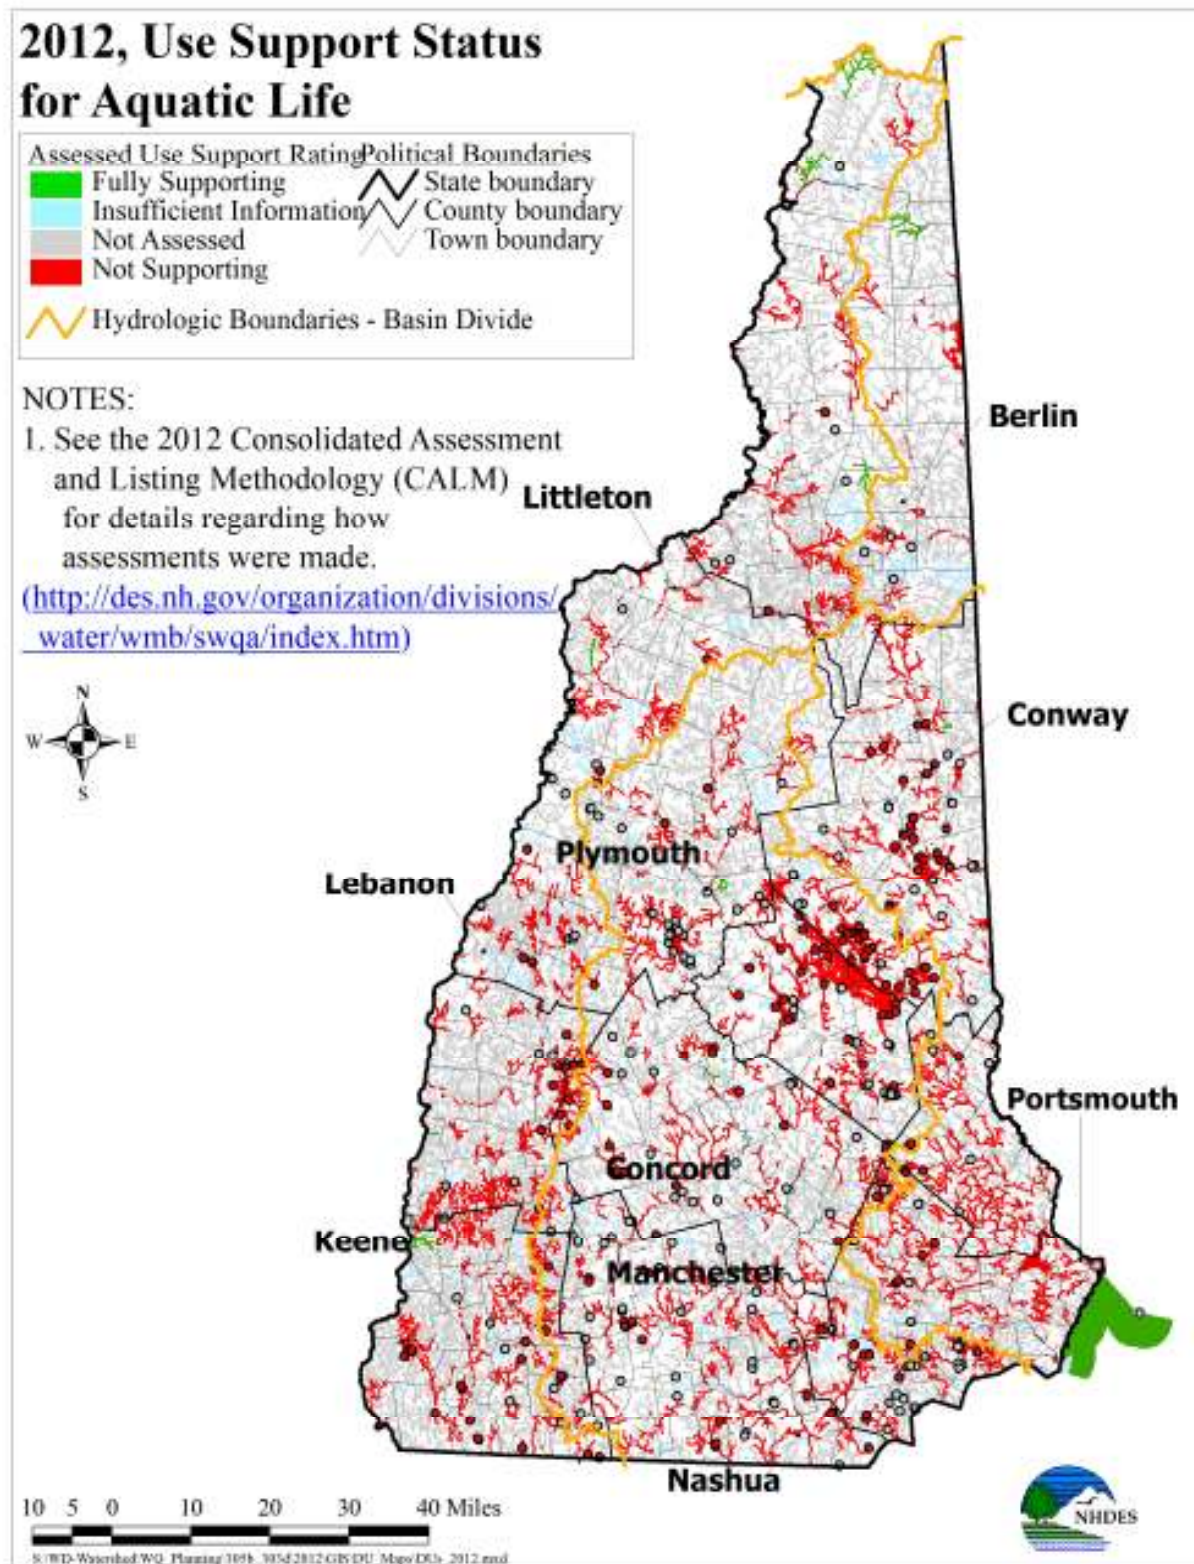 2012, Use Support Status
for Aquatic Life
Assessed Use Support Rating
Fully Supporting
Insufficient Information
Not Assessed
Not Supporting
Hydrologic Boundaries - Basin Divide
Political Boundaries
State boundary
County boundary
Town boundary
NOTES:
1. See the 2012 Consolidated Assessment
and Listing Methodology (CALM)
for details regarding how
assessments were made.
(http://des.nh.gov/organization/divisions/
water/wmb/swqa/index.htm)
N
W E
S
Berlin
Littleton
Conway
Plymouth
Lebanon
Portsmouth
Concord
Keene
Manchester
Nashua
10 5 0 10 20 30 40 Miles
NHDES